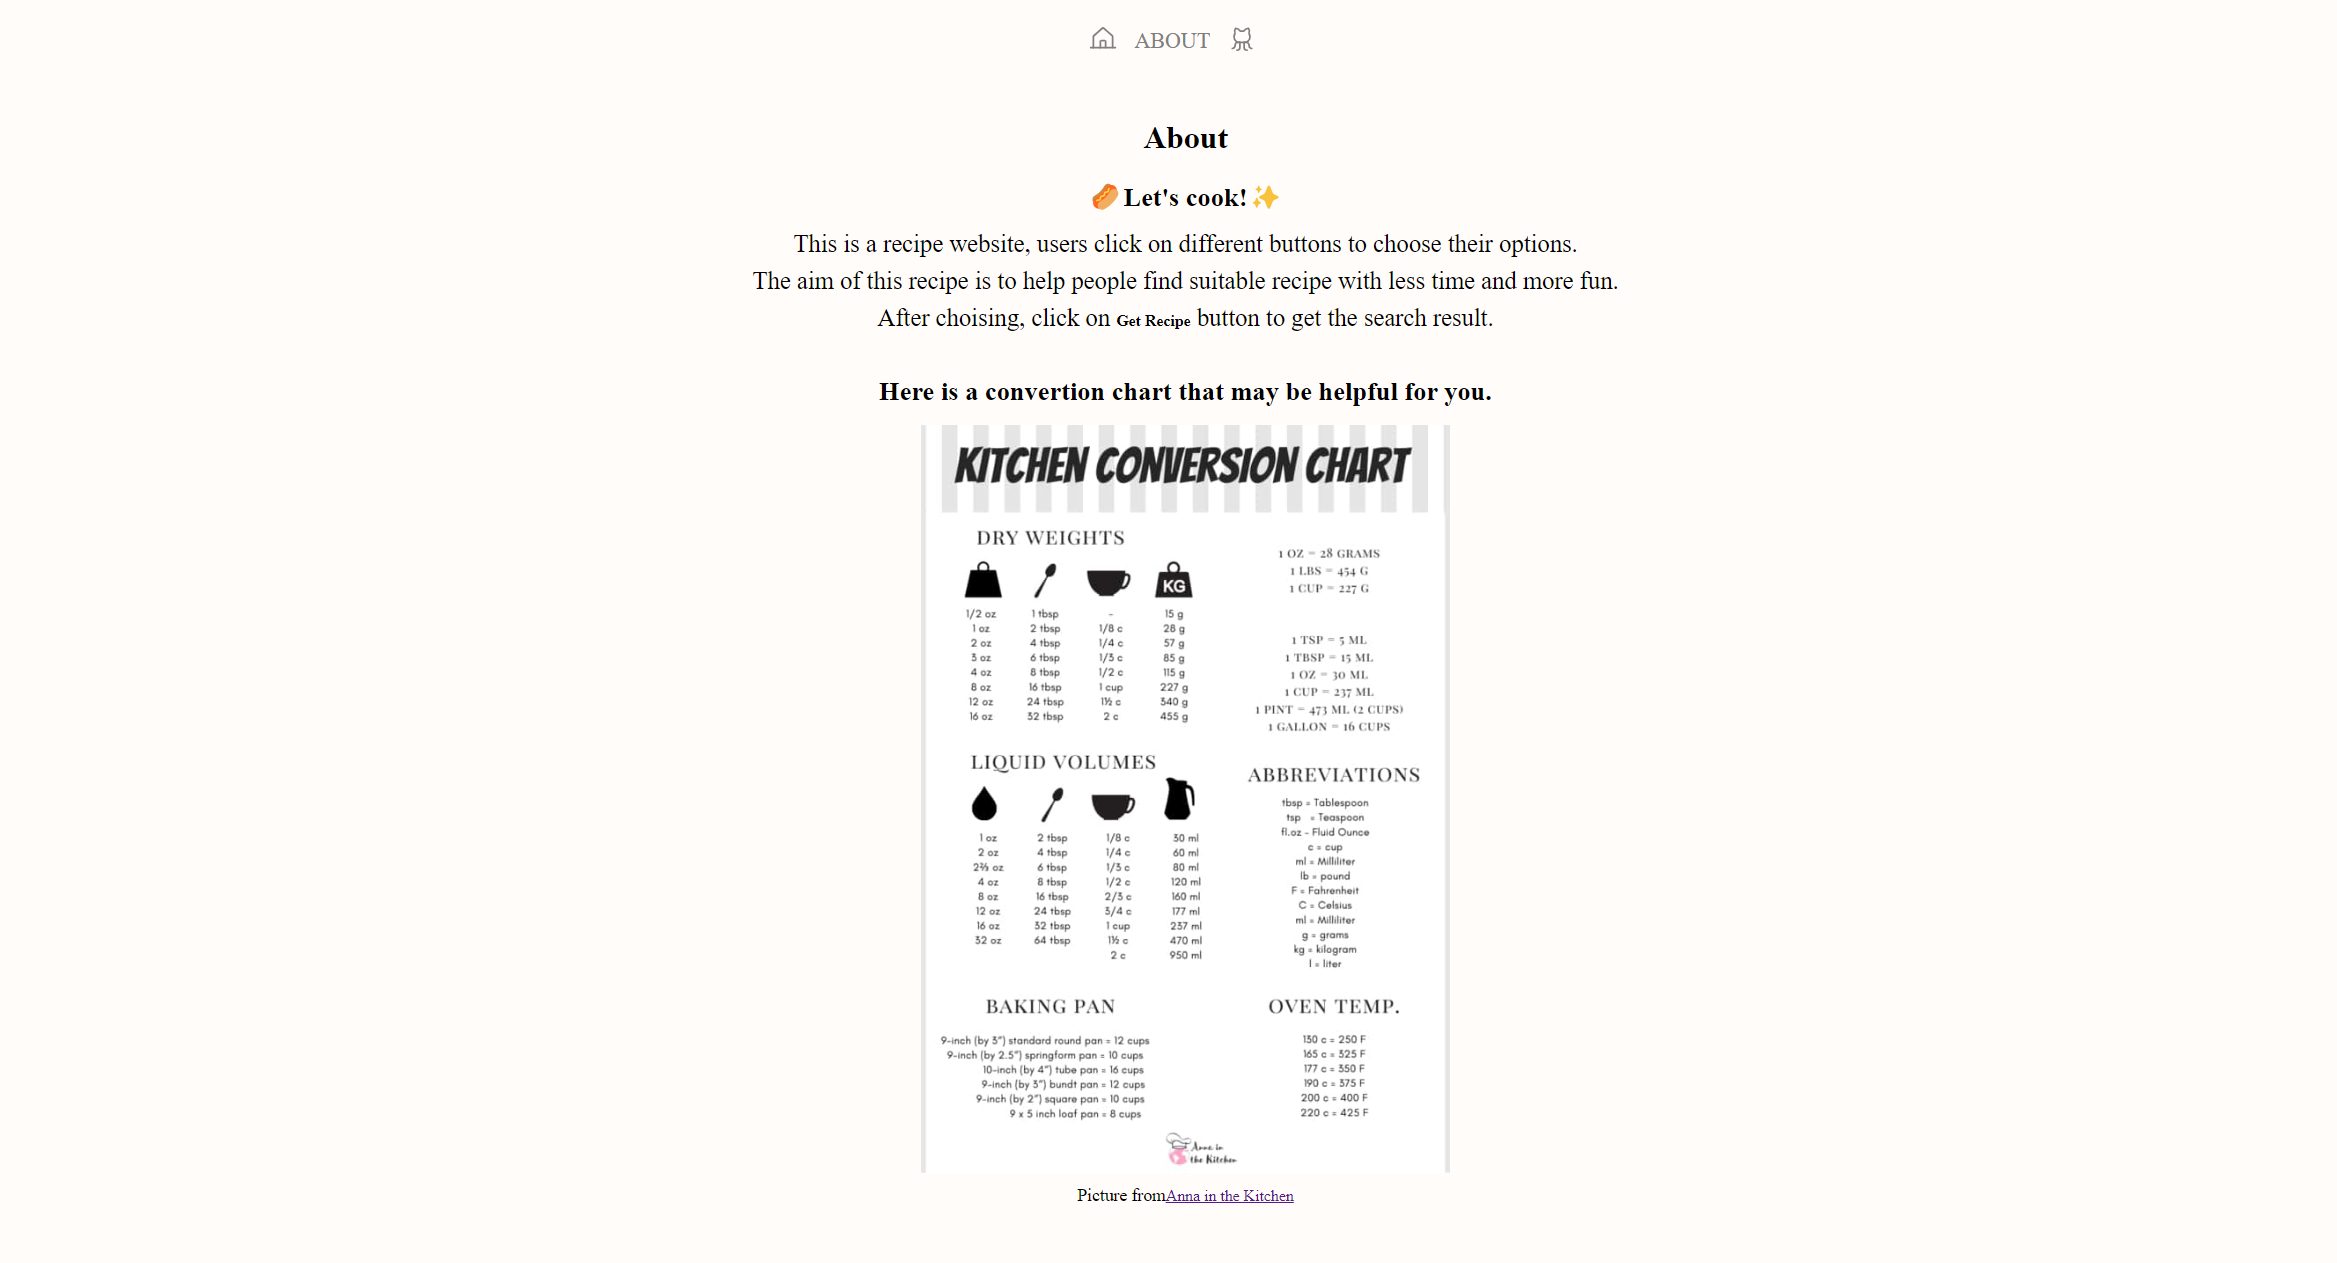 ABOUT
About
Let's cook!
This is a recipe website, users click on different buttons to choose their options.
The aim of this recipe is to help people find suitable recipe with less time and more fun.
After choising, click on Get Recipe button to get the search result.
Here is a convertion chart that may be helpful for you.
KITCHEN CONVERSION CHART
DRY WEIGHTS
KG
1/2 oz 1 tbsp - 15 g
1 oz 2 tbsp 1/8 c 28 g
2 oz 4 tbsp 1/4 c 57 g
3 oz 6 tbsp 1/3 c 85 g
4 oz 8 tbsp 1/2 c 115 g
8 oz 16 tbsp 1 cup 227 g
12 oz 24 tbsp 1½ c 340 g
16 oz 32 tbsp 2 c 455 g
1 OZ = 28 GRAMS
1 LBS = 454 G
1 CUP = 227 G
1 TSP = 5 ML
1 TBSP = 15 ML
1 OZ = 30 ML
1 CUP = 237 ML
1 PINT = 473 ML (2 CUPS)
1 GALLON = 16 CUPS
LIQUID VOLUMES
1 oz 2 tbsp 1/8 c 30 ml
2 oz 4 tbsp 1/4 c 60 ml
2⅔ oz 6 tbsp 1/3 c 80 ml
4 oz 8 tbsp 1/2 c 120 ml
8 oz 16 tbsp 2/3 c 160 ml
12 oz 24 tbsp 3/4 c 177 ml
16 oz 32 tbsp 1 cup 237 ml
32 oz 64 tbsp 1½ c 470 ml
2 c 950 ml
ABBREVIATIONS
tbsp = Tablespoon
tsp = Teaspoon
fl.oz - Fluid Ounce
c = cup
ml = Milliliter
lb = pound
F = Fahrenheit
C = Celsius
ml = Milliliter
g = grams
kg = kilogram
l = liter
BAKING PAN
9-inch (by 3") standard round pan = 12 cups
9-inch (by 2.5") springform pan = 10 cups
10-inch (by 4") tube pan = 16 cups
9-inch (by 3") bundt pan = 12 cups
9-inch (by 2") square pan = 10 cups
9 x 5 inch loaf pan = 8 cups
OVEN TEMP.
130 c = 250 F
165 c = 325 F
177 c = 350 F
190 c = 375 F
200 c = 400 F
220 c = 425 F
Anna in
the Kitchen
Picture fromAnna in the Kitchen